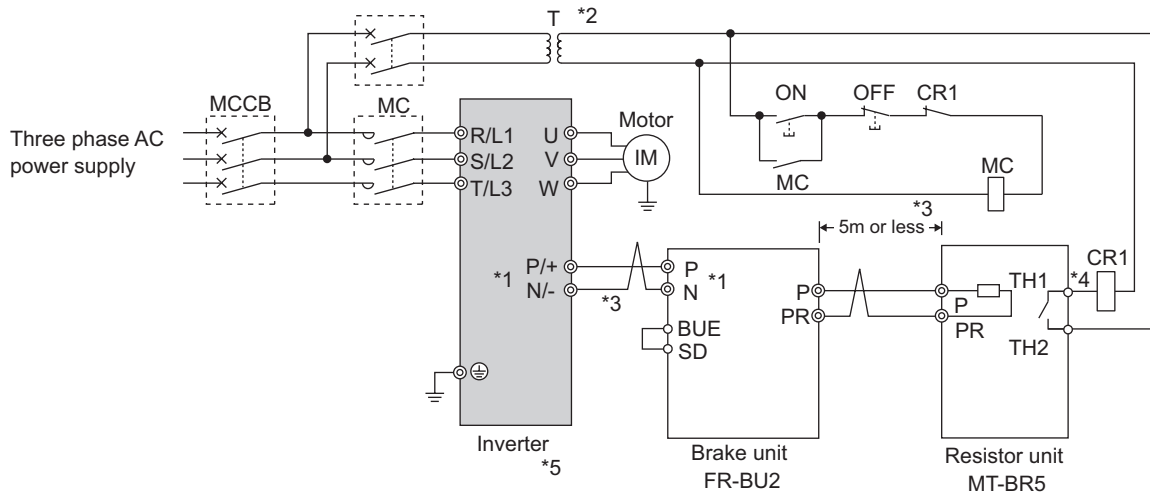 T *2
MCCB
MC
ON
OFF
CR1
Three phase AC
power supply
R/L1
S/L2
T/L3
U
V
W
Motor
IM
MC
MC
*3
5m or less
P/+
N/-
*1
*3
P
N
*1
BUE
SD
P
PR
P
PR
TH1
TH2
*4
CR1
Inverter
*5
Brake unit
FR-BU2
Resistor unit
MT-BR5